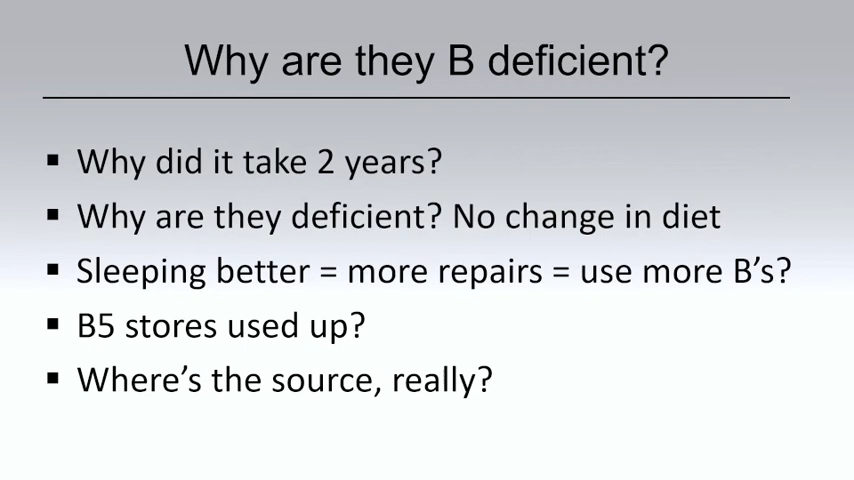 Why are they B deficient?
▪ Why did it take 2 years?
▪ Why are they deficient? No change in diet
▪ Sleeping better = more repairs = use more B’s?
▪ B5 stores used up?
▪ Where’s the source, really?